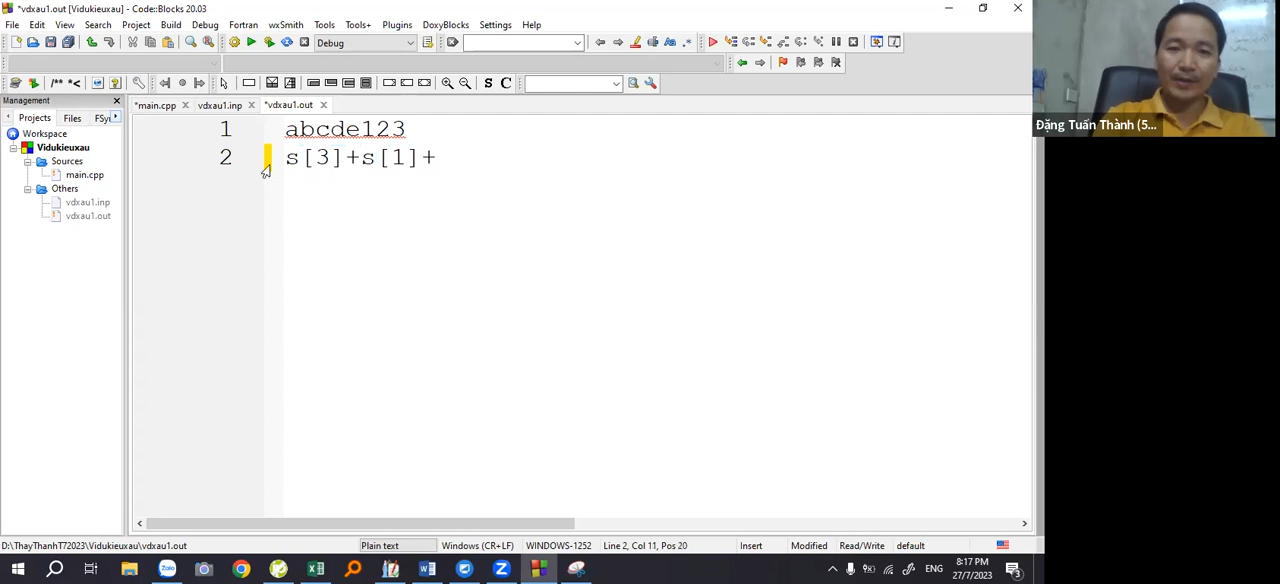 *vdxau1.out [Vidukieuxau] - Code::Blocks 20.03
File Edit View Search Project Build Debug Fortran wxSmith Tools Tools+ Plugins DoxyBlocks Settings Help
Debug
/** *< S C
Management
Projects Files FSy
*main.cpp vdxau1.inp *vdxau1.out
Workspace
Vidukieuxau
Sources
main.cpp
Others
vdxau1.inp
vdxau1.out
1 abcde123
2 s[3]+s[1]+
Đặng Tuấn Thành (5...
D:\ThayThanhT72023\Vidukieuxau\vdxau1.out Plain text Windows (CR+LF) WINDOWS-1252 Line 2, Col 11, Pos 20 Insert Modified Read/Write default
Zalo ENG 8:17 PM
27/7/2023 3